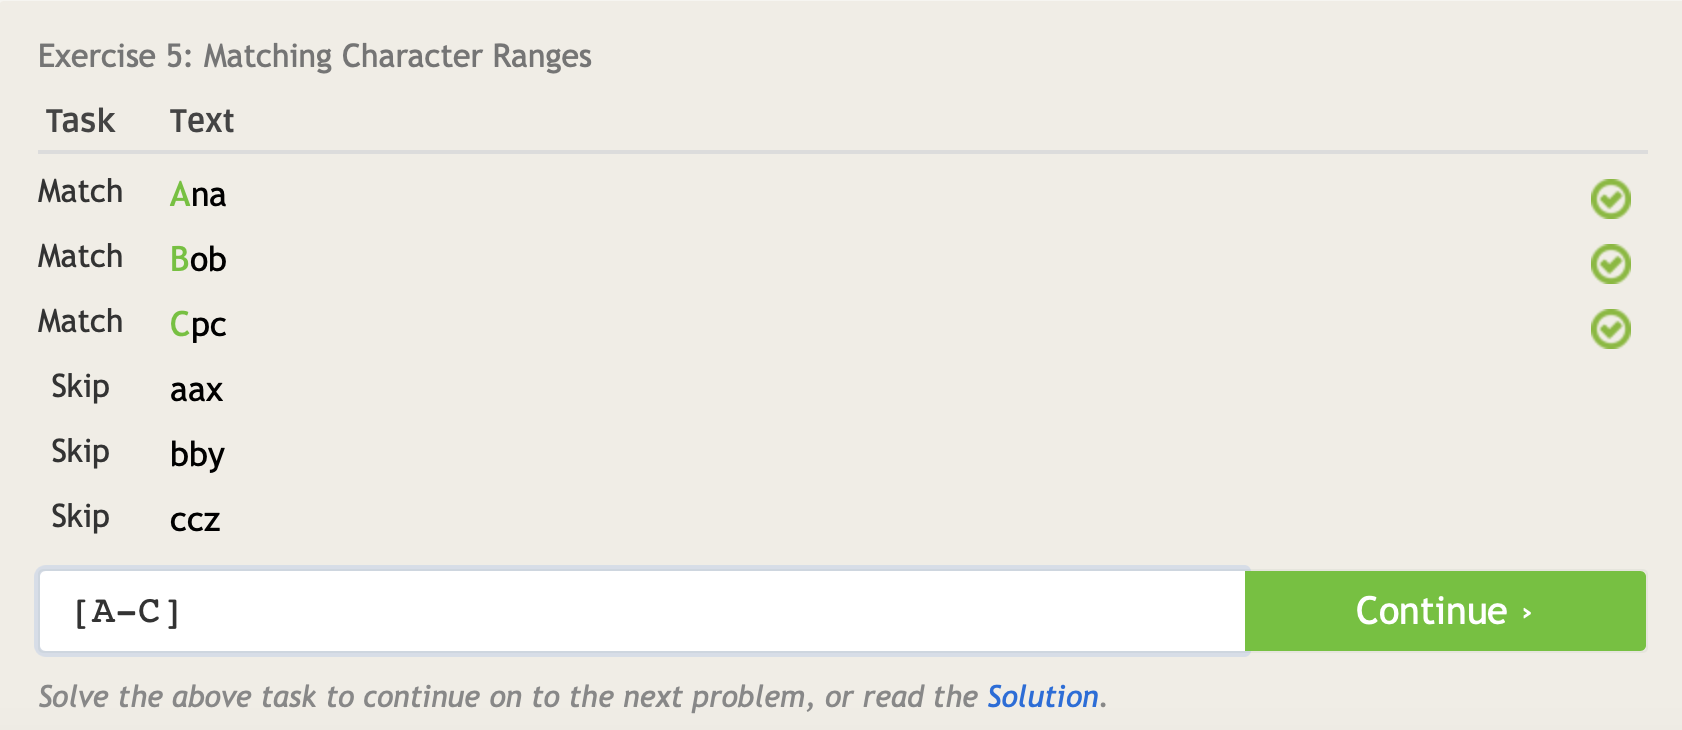 Exercise 5: Matching Character Ranges
Task Text
Match Ana
Match Bob
Match Cpc
Skip aax
Skip bby
Skip ccz
[A-C] Continue ›
Solve the above task to continue on to the next problem, or read the Solution.